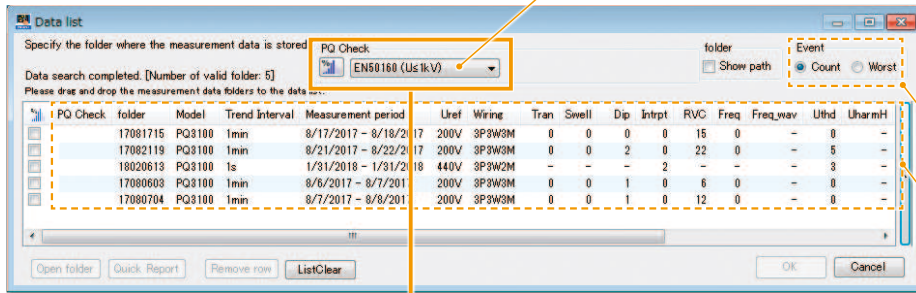 Data list
Specify the folder where the measurement data is stored
PQ Check
EN50160 (U≤1kV)
folder
Show path
Event
Count Worst
Data search completed. [Number of valid folder: 5]
Please drag and drop the measurement data folders to the data list.
PQ Check folder Model Trend Interval Measurement period Uref Wiring Tran Swell Dip Intrpt RVC Freq Freq_wav Uthd UharmH
17081715 PQ3100 1min 8/17/2017 - 8/18/2017 200V 3P3W3M 0 0 0 0 15 0 - 0 -
17082119 PQ3100 1min 8/21/2017 - 8/22/2017 200V 3P3W3M 0 0 2 0 22 0 - 5 -
18020613 PQ3100 1s 1/31/2018 - 1/31/2018 440V 3P3W2M - - - 2 - - - 3 -
17080603 PQ3100 1min 8/6/2017 - 8/7/2017 200V 3P3W3M 0 0 1 0 6 0 - 0 -
17080704 PQ3100 1min 8/7/2017 - 8/8/2017 200V 3P3W3M 0 0 1 0 12 0 - 0 -
Open folder Quick Report Remove row ListClear OK Cancel